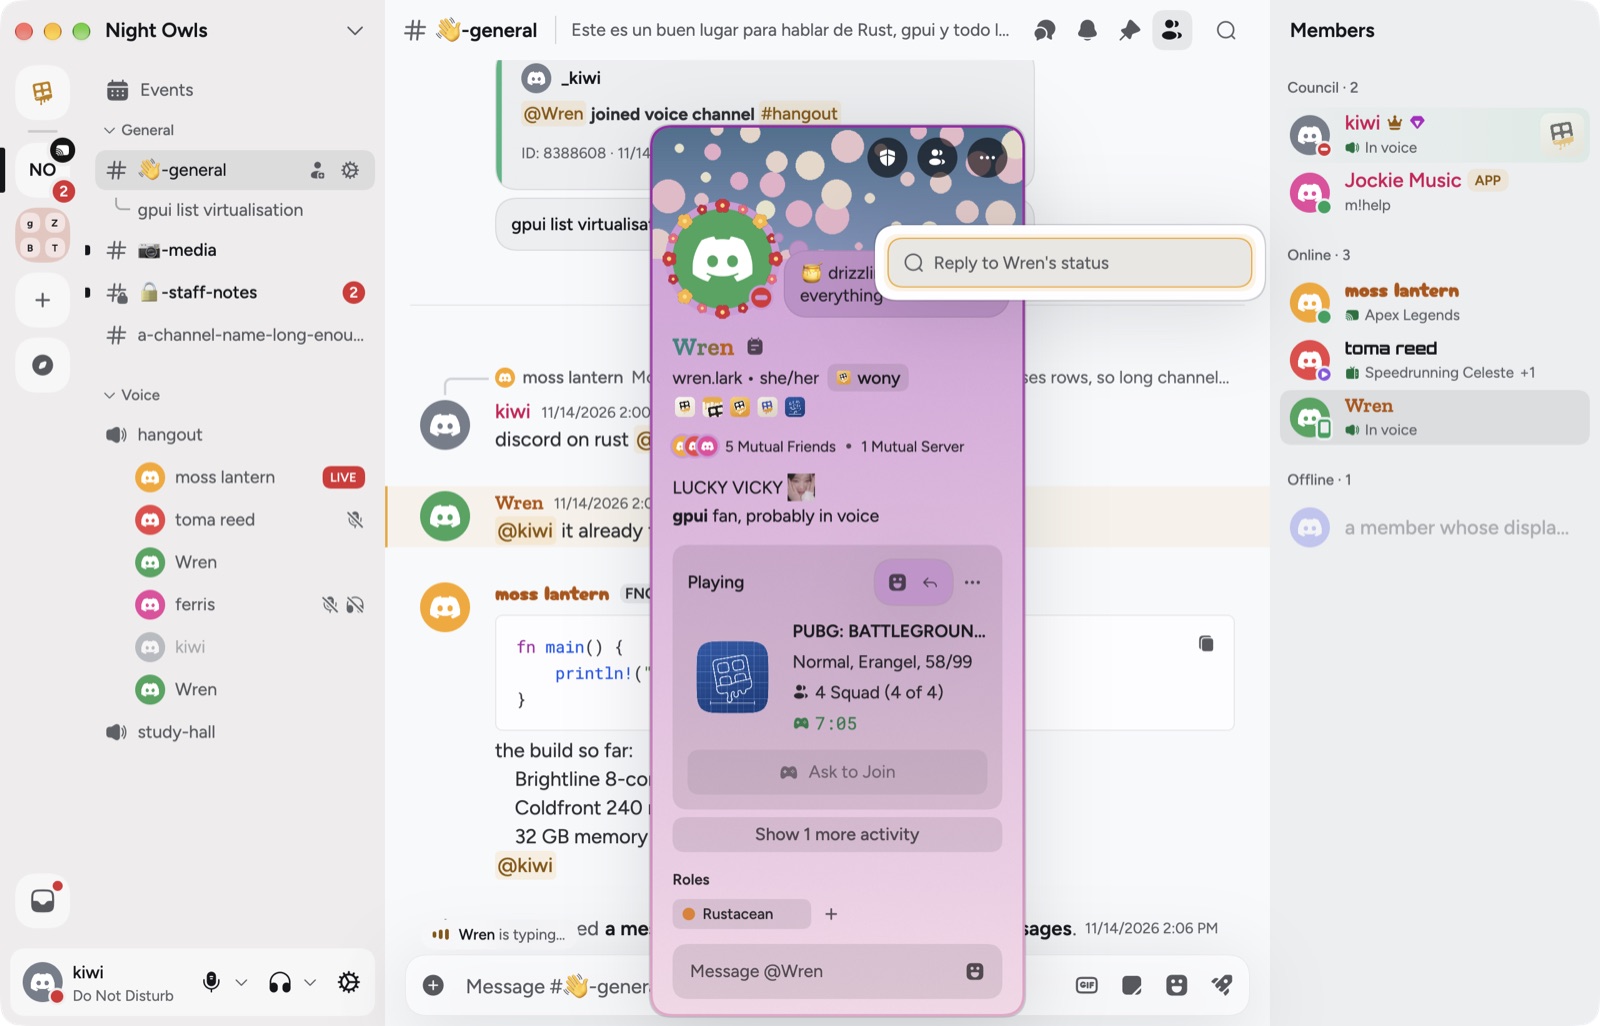 Night Owls
NO
2
g Z
B T
Events
General
👋-general
gpui list virtualisation
📷-media
🔒-staff-notes
2
a-channel-name-long-enou...
Voice
hangout
moss lantern
LIVE
toma reed
Wren
ferris
kiwi
Wren
study-hall
kiwi
Do Not Disturb
👋-general
Este es un buen lugar para hablar de Rust, gpui y todo l...
_kiwi
@Wren joined voice channel #hangout
ID: 8388608 · 11/14
gpui list virtualisa
moss lantern
ses rows, so long channel...
kiwi 11/14/2026 2:00
discord on rust @
Wren 11/14/2026 2:0
@kiwi it already
moss lantern
fn main() {
println!("
}
the build so far:
Brightline 8-co
Coldfront 240
32 GB memory
@kiwi
Wren is typing...
ed a me
sages. 11/14/2026 2:06 PM
Message #👋-gener
GIF
🍯 drizzli
everything
Reply to Wren's status
Wren
wren.lark • she/her wony
5 Mutual Friends • 1 Mutual Server
LUCKY VICKY
gpui fan, probably in voice
Playing
PUBG: BATTLEGROUN...
Normal, Erangel, 58/99
4 Squad (4 of 4)
7:05
Ask to Join
Show 1 more activity
Roles
Rustacean
Message @Wren
Members
Council · 2
kiwi
In voice
Jockie Music APP
m!help
Online · 3
moss lantern
Apex Legends
toma reed
Speedrunning Celeste +1
Wren
In voice
Offline · 1
a member whose displa...